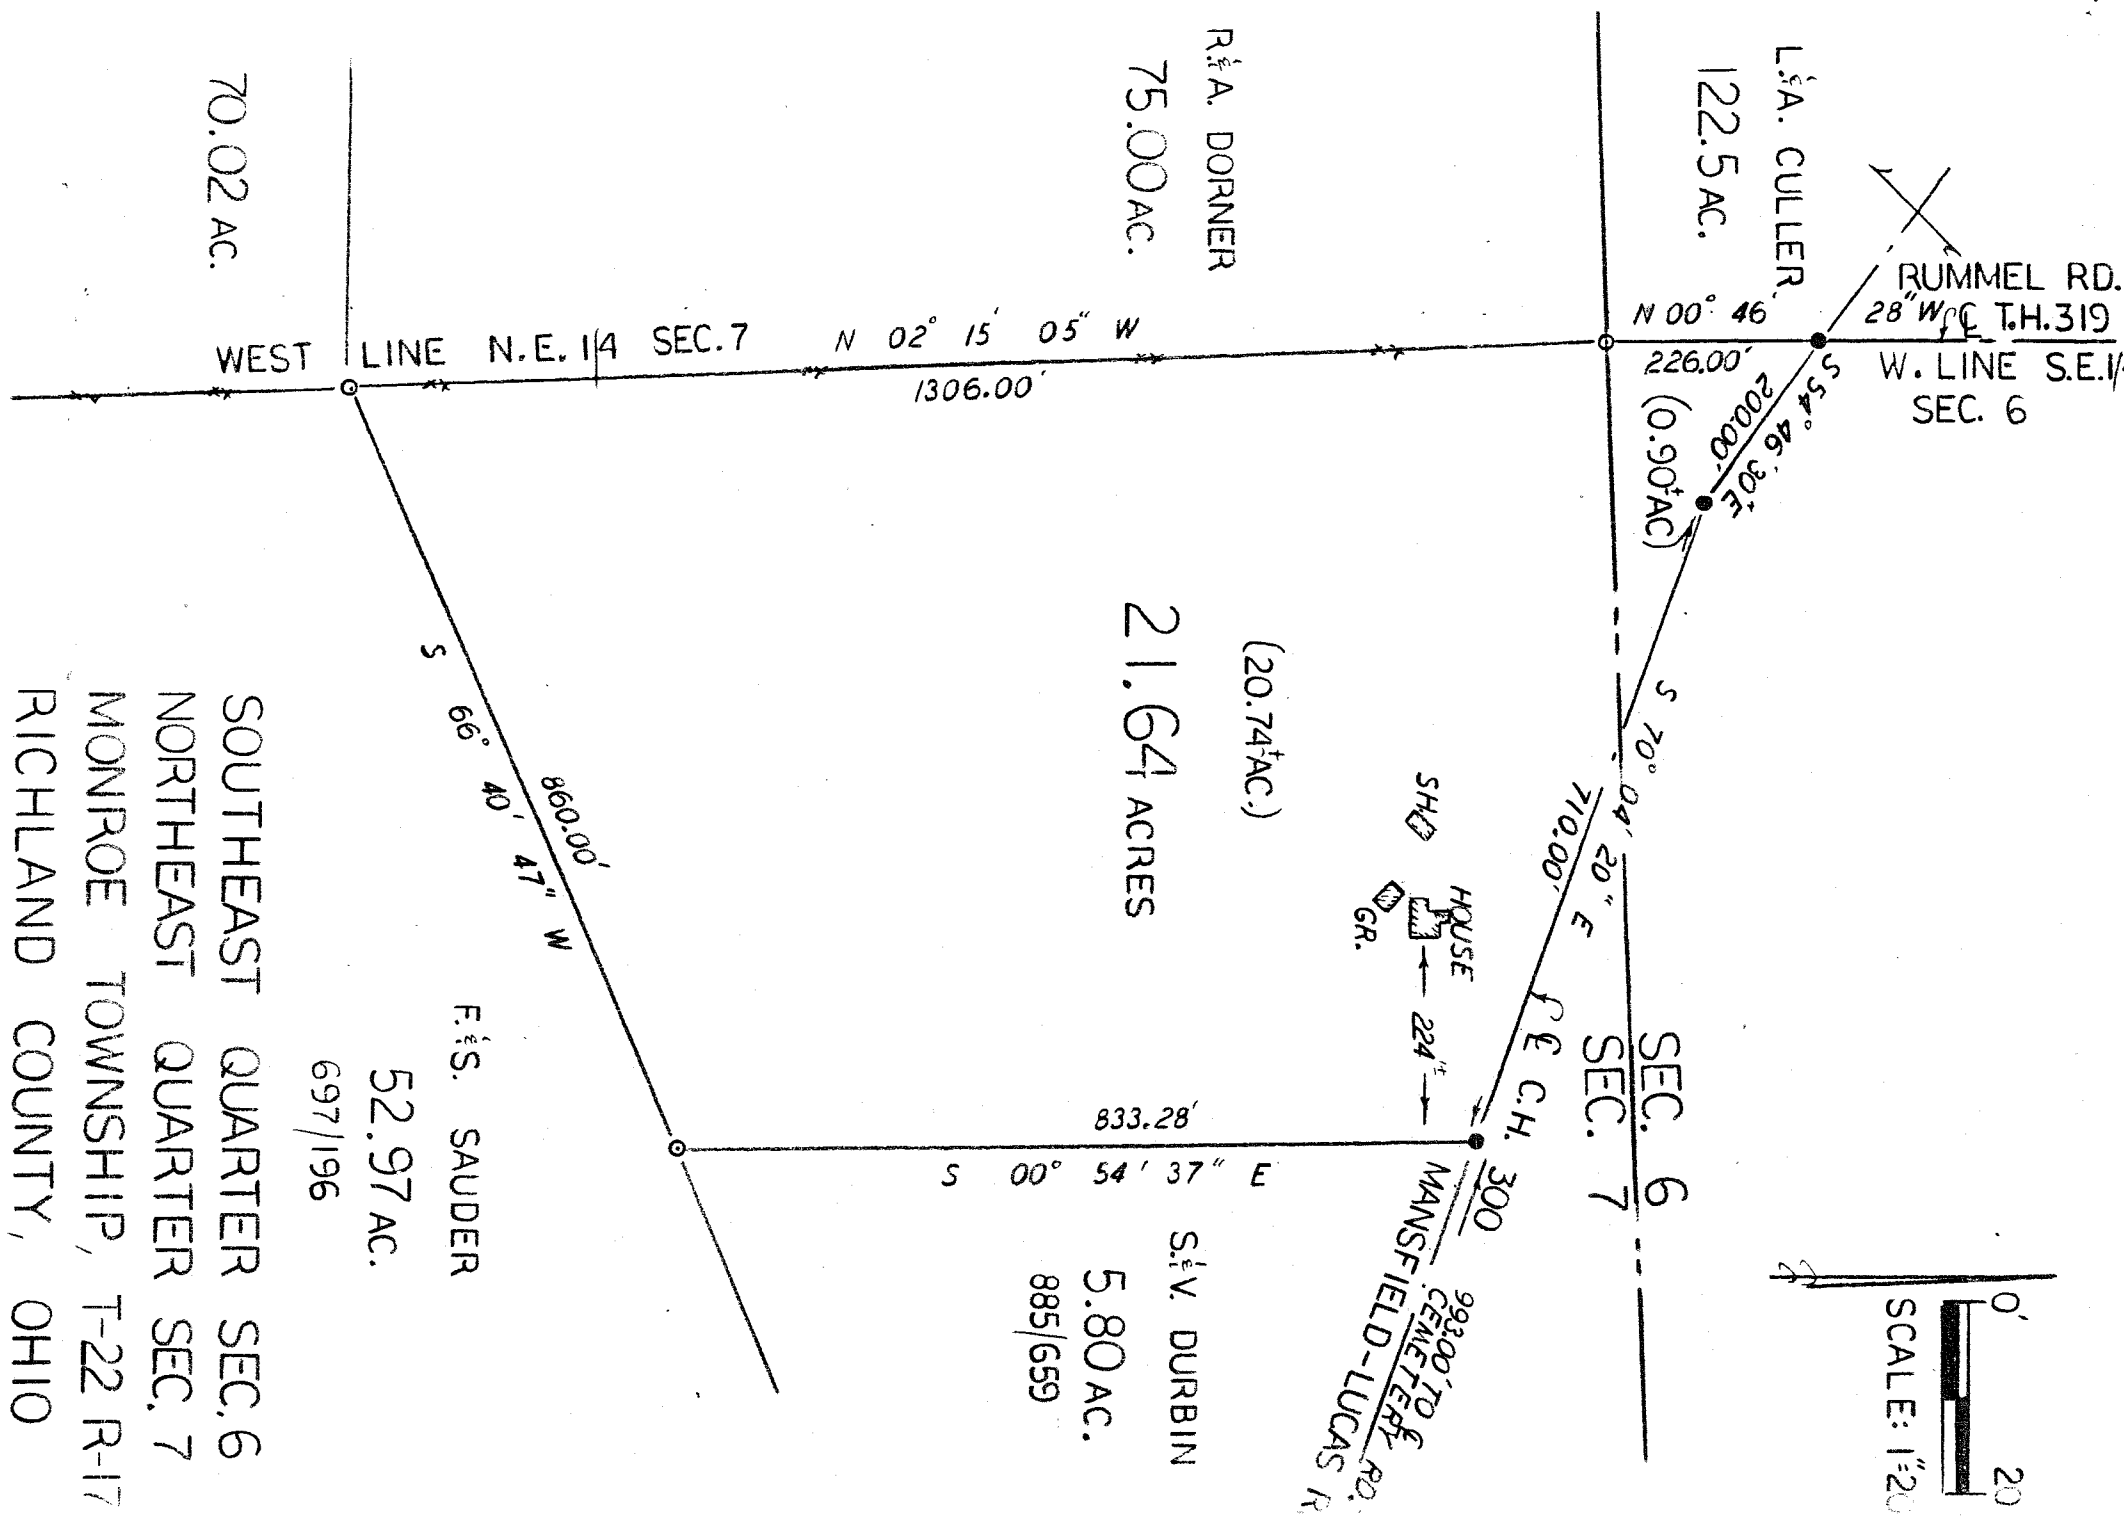 L.&A. CULLER
122.5 AC.
RUMMEL RD.
℄ T.H. 319
N 00° 46' 28" W
226.00'
W. LINE S.E. 1/4
SEC. 6
S 54° 46' 30" E
200.00'
(0.90± AC)
R.&A. DORNER
75.00 AC.
70.02 AC.
WEST LINE N.E. 1/4 SEC. 7
N 02° 15' 05" W
1306.00'
S 70° 04' 20" E
710.00'
℄ C.H. 300
MANSFIELD-LUCAS R
993.00' TO ℄
CEMETERY RD.
SEC. 6
SEC. 7
(20.74± AC.)
21.64 ACRES
SHD
HOUSE
GR.
224'±
833.28'
S 00° 54' 37" E
860.00'
S 66° 40' 47" W
S.&V. DURBIN
5.80 AC.
885/659
F.&S. SAUDER
52.97 AC.
697/196
0' 20
SCALE: 1"=20
SOUTHEAST QUARTER SEC. 6
NORTHEAST QUARTER SEC. 7
MONROE TOWNSHIP, T-22 R-17
RICHLAND COUNTY, OHIO